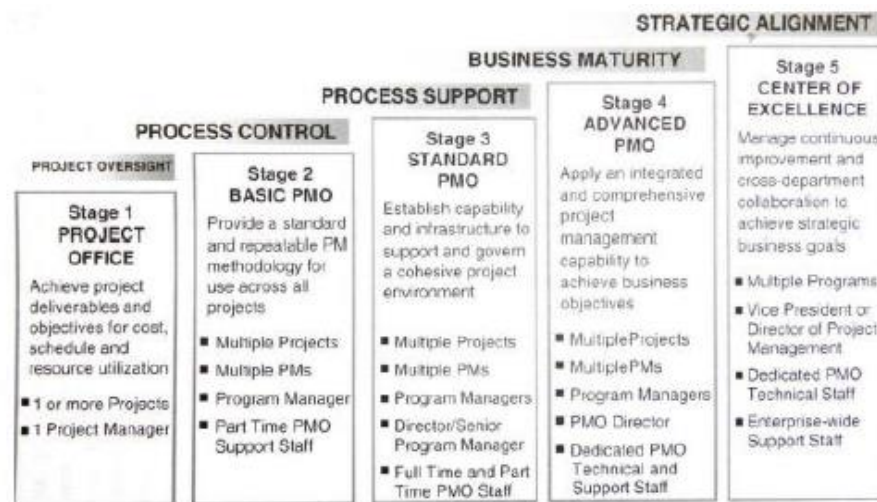 STRATEGIC ALIGNMENT
BUSINESS MATURITY
PROCESS SUPPORT
PROCESS CONTROL
PROJECT OVERSIGHT
Stage 1
PROJECT
OFFICE
Achieve project
deliverables and
objectives for cost,
schedule and
resource utilization
■ 1 or more Projects
■ 1 Project Manager
Stage 2
BASIC PMO
Provide a standard
and repeatable PM
methodology for
use across all
projects
■ Multiple Projects
■ Multiple PMs
■ Program Manager
■ Part Time PMO
Support Staff
Stage 3
STANDARD
PMO
Establish capability
and infrastructure to
support and govern
a cohesive project
environment
■ Multiple Projects
■ Multiple PMs
■ Program Managers
■ Director/Senior
Program Manager
■ Full Time and Part
Time PMO Staff
Stage 4
ADVANCED
PMO
Apply an integrated
and comprehensive
project
management
capability to
achieve business
objectives
■ Multiple Projects
■ Multiple PMs
■ Program Managers
■ PMO Director
■ Dedicated PMO
Technical and
Support Staff
Stage 5
CENTER OF
EXCELLENCE
Manage continuous
improvement and
cross-department
collaboration to
achieve strategic
business goals
■ Multiple Programs
■ Vice President or
Director of Project
Management
■ Dedicated PMO
Technical Staff
■ Enterprise-wide
Support Staff